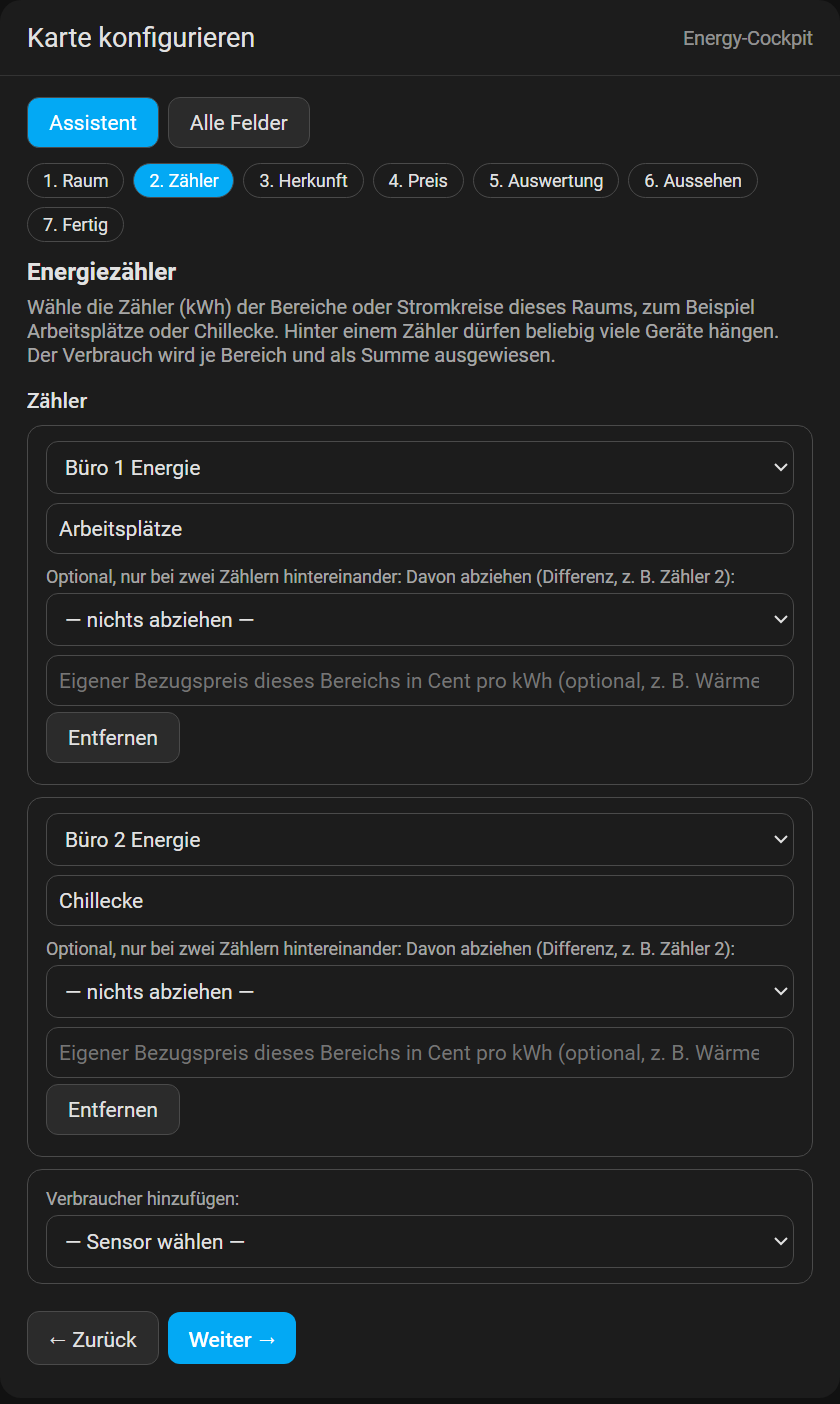 Karte konfigurieren
Energy-Cockpit
Assistent
Alle Felder
1. Raum
2. Zähler
3. Herkunft
4. Preis
5. Auswertung
6. Aussehen
7. Fertig
Energiezähler
Wähle die Zähler (kWh) der Bereiche oder Stromkreise dieses Raums, zum Beispiel
Arbeitsplätze oder Chillecke. Hinter einem Zähler dürfen beliebig viele Geräte hängen.
Der Verbrauch wird je Bereich und als Summe ausgewiesen.
Zähler
Büro 1 Energie
Arbeitsplätze
Optional, nur bei zwei Zählern hintereinander: Davon abziehen (Differenz, z. B. Zähler 2):
— nichts abziehen —
Eigener Bezugspreis dieses Bereichs in Cent pro kWh (optional, z. B. Wärme
Entfernen
Büro 2 Energie
Chillecke
Optional, nur bei zwei Zählern hintereinander: Davon abziehen (Differenz, z. B. Zähler 2):
— nichts abziehen —
Eigener Bezugspreis dieses Bereichs in Cent pro kWh (optional, z. B. Wärme
Entfernen
Verbraucher hinzufügen:
— Sensor wählen —
← Zurück
Weiter →